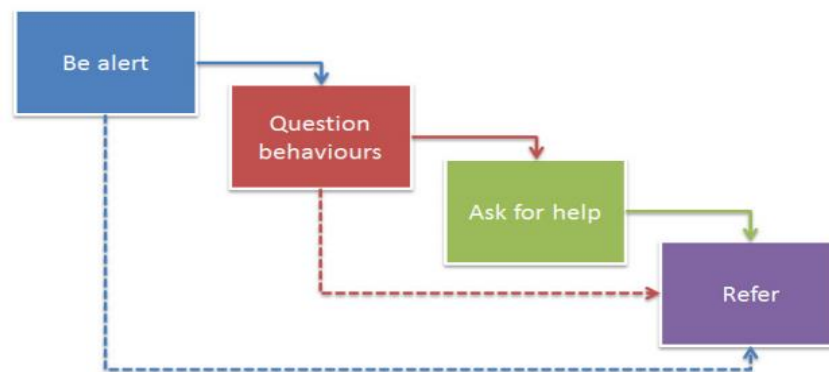 Be alert
Question
behaviours
Ask for help
Refer